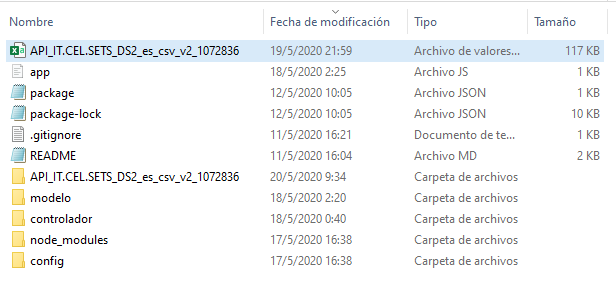 Nombre Fecha de modificación Tipo Tamaño
API_IT.CEL.SETS_DS2_es_csv_v2_1072836 19/5/2020 21:59 Archivo de valores... 117 KB
app 18/5/2020 2:25 Archivo JS 1 KB
package 12/5/2020 10:05 Archivo JSON 1 KB
package-lock 12/5/2020 10:05 Archivo JSON 10 KB
.gitignore 11/5/2020 16:21 Documento de te... 1 KB
README 11/5/2020 16:04 Archivo MD 2 KB
API_IT.CEL.SETS_DS2_es_csv_v2_1072836 20/5/2020 9:34 Carpeta de archivos
modelo 18/5/2020 2:20 Carpeta de archivos
controlador 18/5/2020 0:40 Carpeta de archivos
node_modules 17/5/2020 16:38 Carpeta de archivos
config 17/5/2020 16:38 Carpeta de archivos